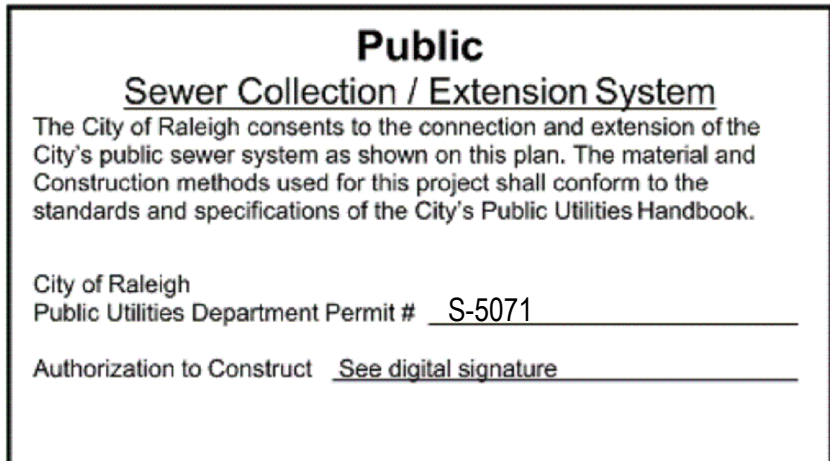 Public
Sewer Collection / Extension System
The City of Raleigh consents to the connection and extension of the
City's public sewer system as shown on this plan. The material and
Construction methods used for this project shall conform to the
standards and specifications of the City's Public Utilities Handbook.
City of Raleigh
Public Utilities Department Permit # S-5071
Authorization to Construct See digital signature